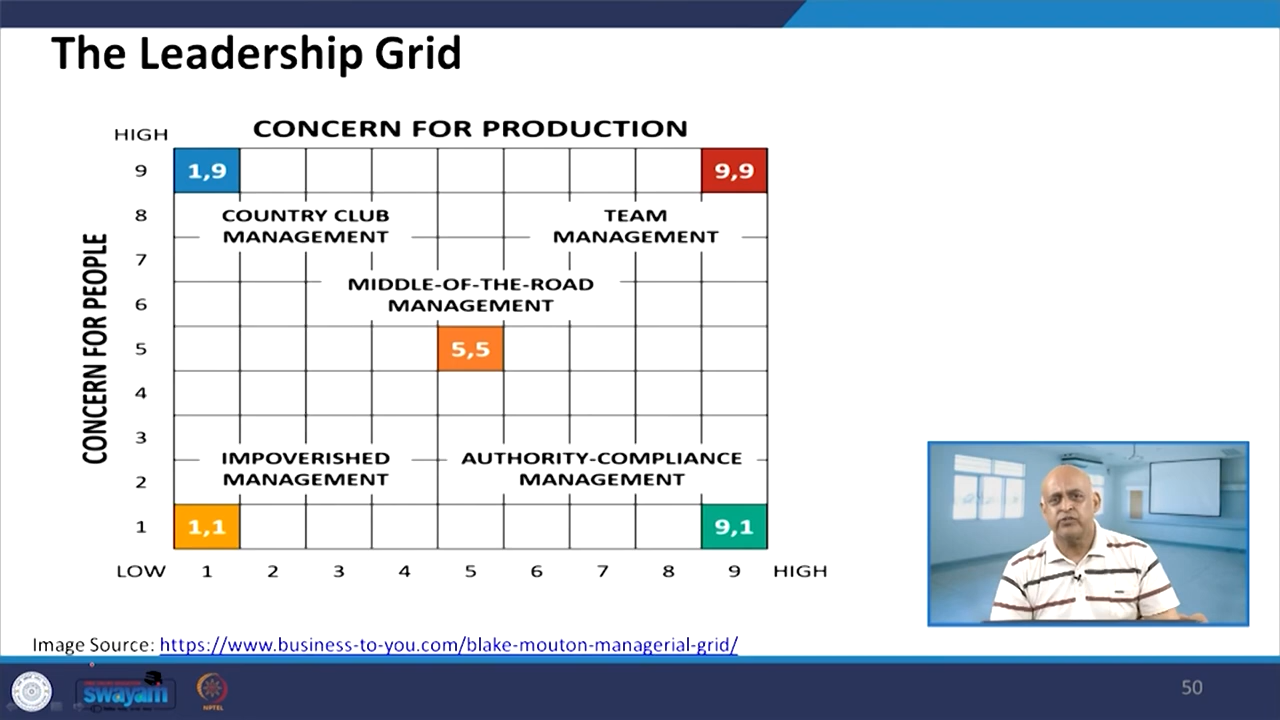 The Leadership Grid
CONCERN FOR PRODUCTION
HIGH
9
1,9
9,9
8
COUNTRY CLUB
MANAGEMENT
TEAM
MANAGEMENT
7
CONCERN FOR PEOPLE
MIDDLE-OF-THE-ROAD
MANAGEMENT
6
5
5,5
4
3
IMPOVERISHED
MANAGEMENT
AUTHORITY-COMPLIANCE
MANAGEMENT
2
1
1,1
9,1
LOW 1 2 3 4 5 6 7 8 9 HIGH
Image Source: https://www.business-to-you.com/blake-mouton-managerial-grid/
swayam
NPTEL
50